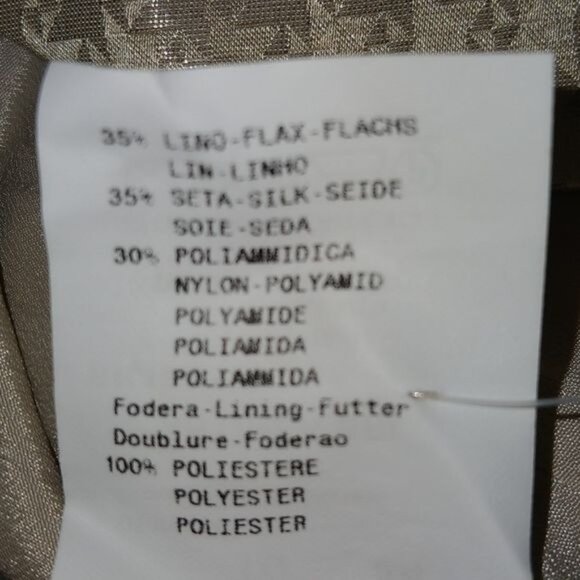 35% LINO-FLAX-FLACHS
LIN-LINHO
35% SETA-SILK-SEIDE
SOIE-SEDA
30% POLIAMMIDICA
NYLON-POLYAMID
POLYAMIDE
POLIAMIDA
POLIAMMIDA
Fodera-Lining-Futter
Doublure-Foderao
100% POLIESTERE
POLYESTER
POLIESTER